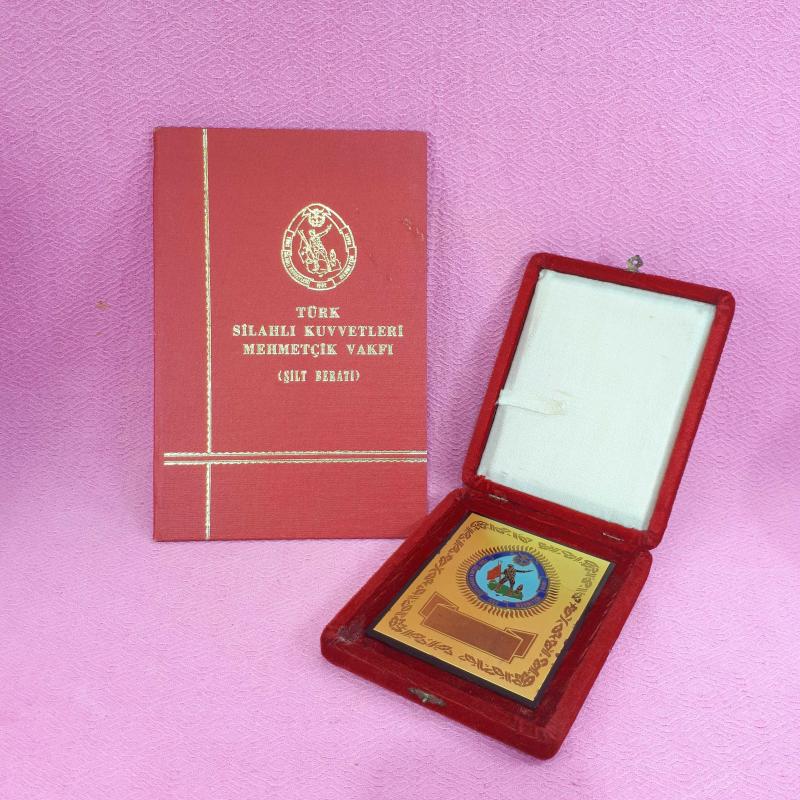 TÜRK
SİLAHLI KUVVETLERİ
MEHMETÇİK VAKFI
(ŞİLT BERATI)